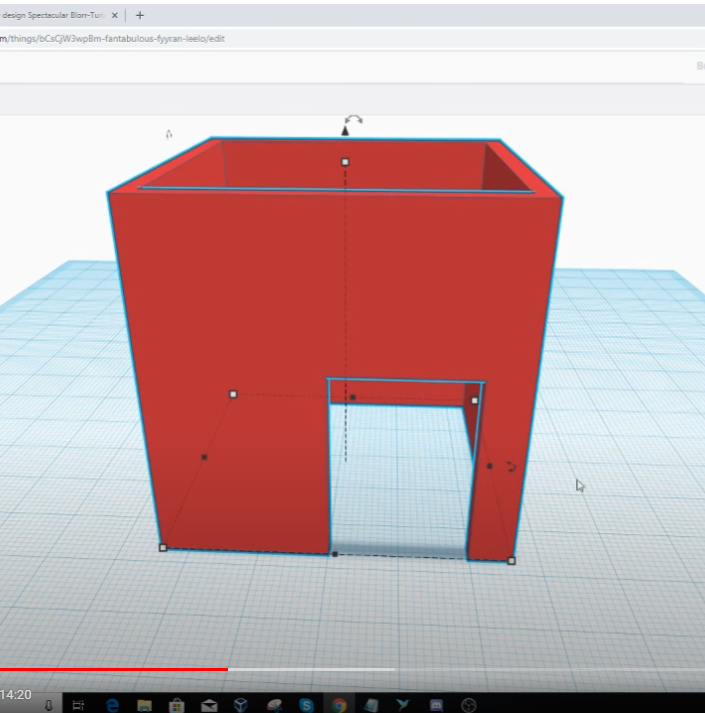 design Spectacular Blorr-Tur
m/things/bCsCjW3wpBm-fantabulous-fyyran-leelo/edit
14:20